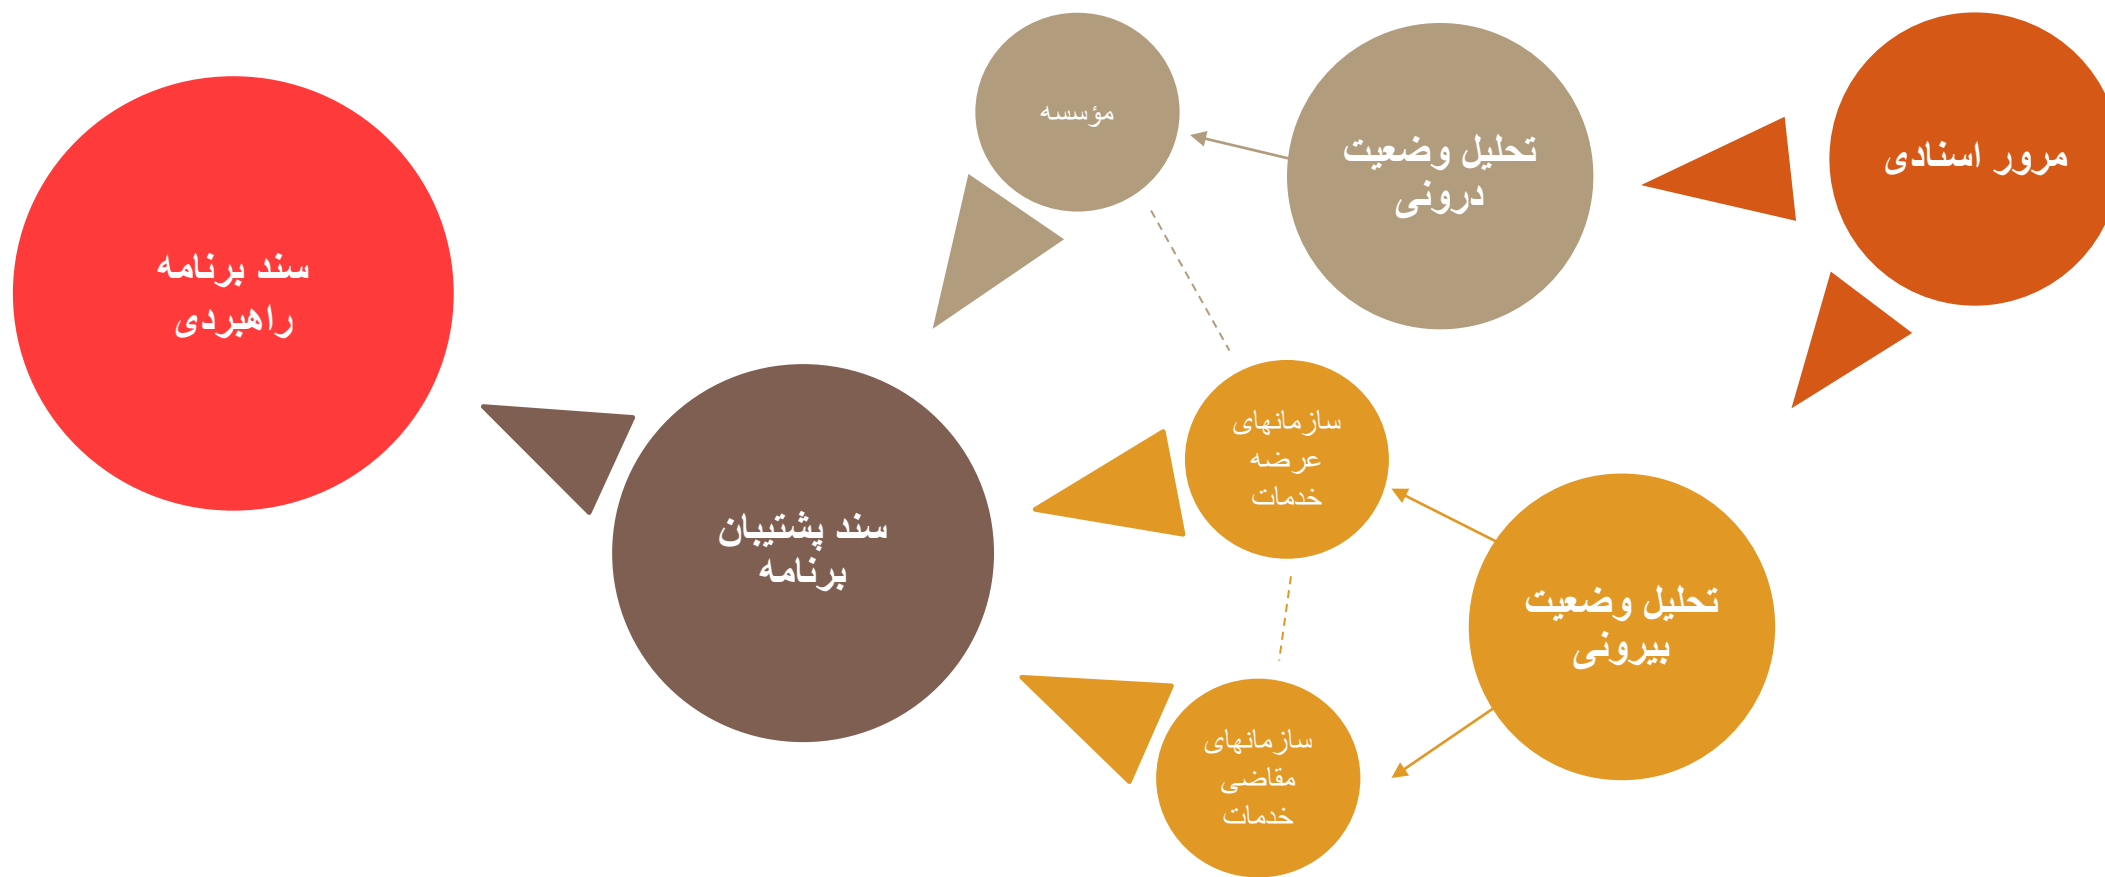 مرور اسنادی
تحلیل وضعیت
درونی
مؤسسه
تحلیل وضعیت
بیرونی
سازمانهای
عرضه
خدمات
سازمانهای
مقاضی
خدمات
سند پشتیبان
برنامه
سند برنامه
راهبردی